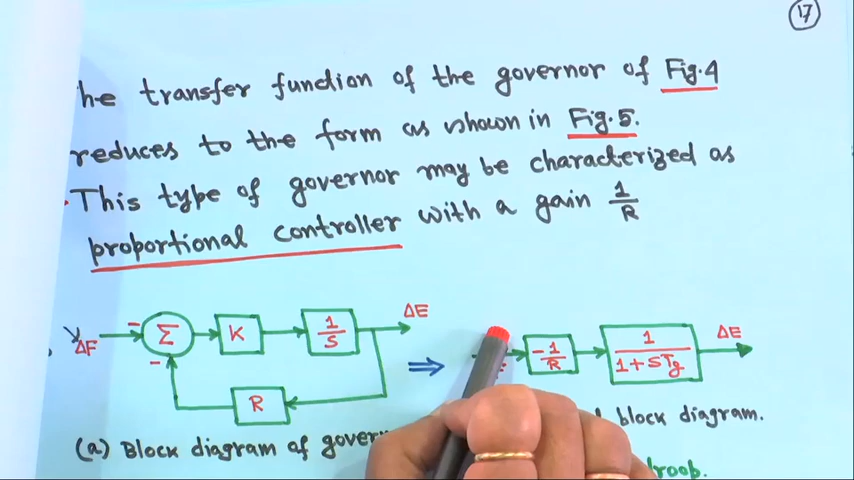 17
he transfer function of the governor of Fig.4
reduces to the form as shown in Fig.5.
This type of governor may be characterized as
proportional controller with a gain 1/R
ΔF
-
Σ
-
K
1/S
ΔE
R
⇒
-1/R
1/(1+STg)
ΔE
(a) Block diagram of gover
block diagram.
droop.